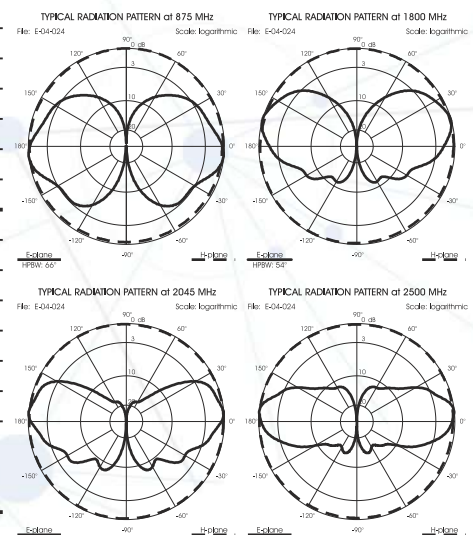 TYPICAL RADIATION PATTERN at 875 MHz
File: E-04-024 Scale: logarithmic
90°
0 dB
120° 60°
3
150° 30°
10
20
180° 0°
-150° -30°
-120° -60°
-90°
E-plane H-plane
HPBW: 66°
TYPICAL RADIATION PATTERN at 1800 MHz
File: E-04-024 Scale: logarithmic
90°
0 dB
120° 60°
3
150° 30°
10
20
180° 0°
-150° -30°
-120° -60°
-90°
E-plane H-plane
HPBW: 54°
TYPICAL RADIATION PATTERN at 2045 MHz
File: E-04-024 Scale: logarithmic
90°
0 dB
120° 60°
3
150° 30°
10
20
180° 0°
-150° -30°
-120° -60°
-90°
E-plane H-plane
TYPICAL RADIATION PATTERN at 2500 MHz
File: E-04-024 Scale: logarithmic
90°
0 dB
120° 60°
3
150° 30°
10
20
180° 0°
-150° -30°
-120° -60°
-90°
E-plane H-plane